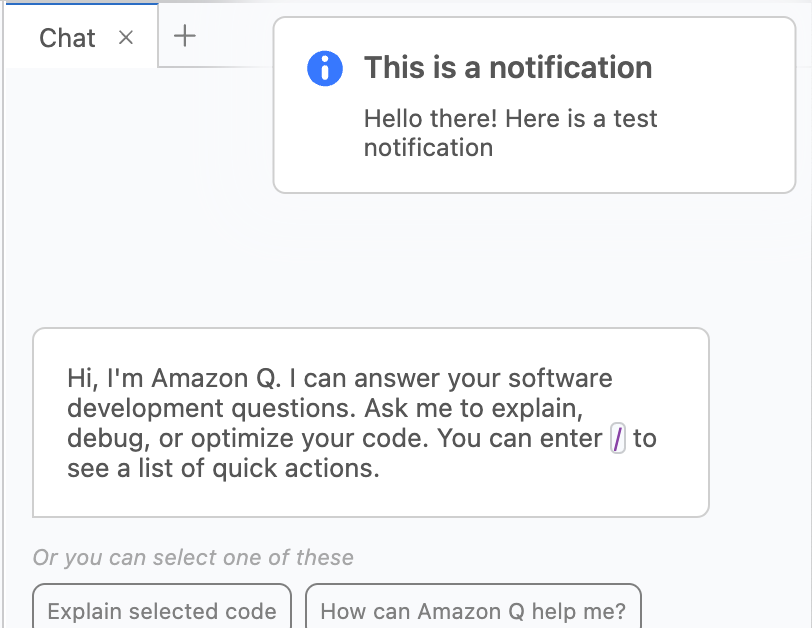 Chat
This is a notification
Hello there! Here is a test
notification
Hi, I'm Amazon Q. I can answer your software
development questions. Ask me to explain,
debug, or optimize your code. You can enter / to
see a list of quick actions.
Or you can select one of these
Explain selected code
How can Amazon Q help me?